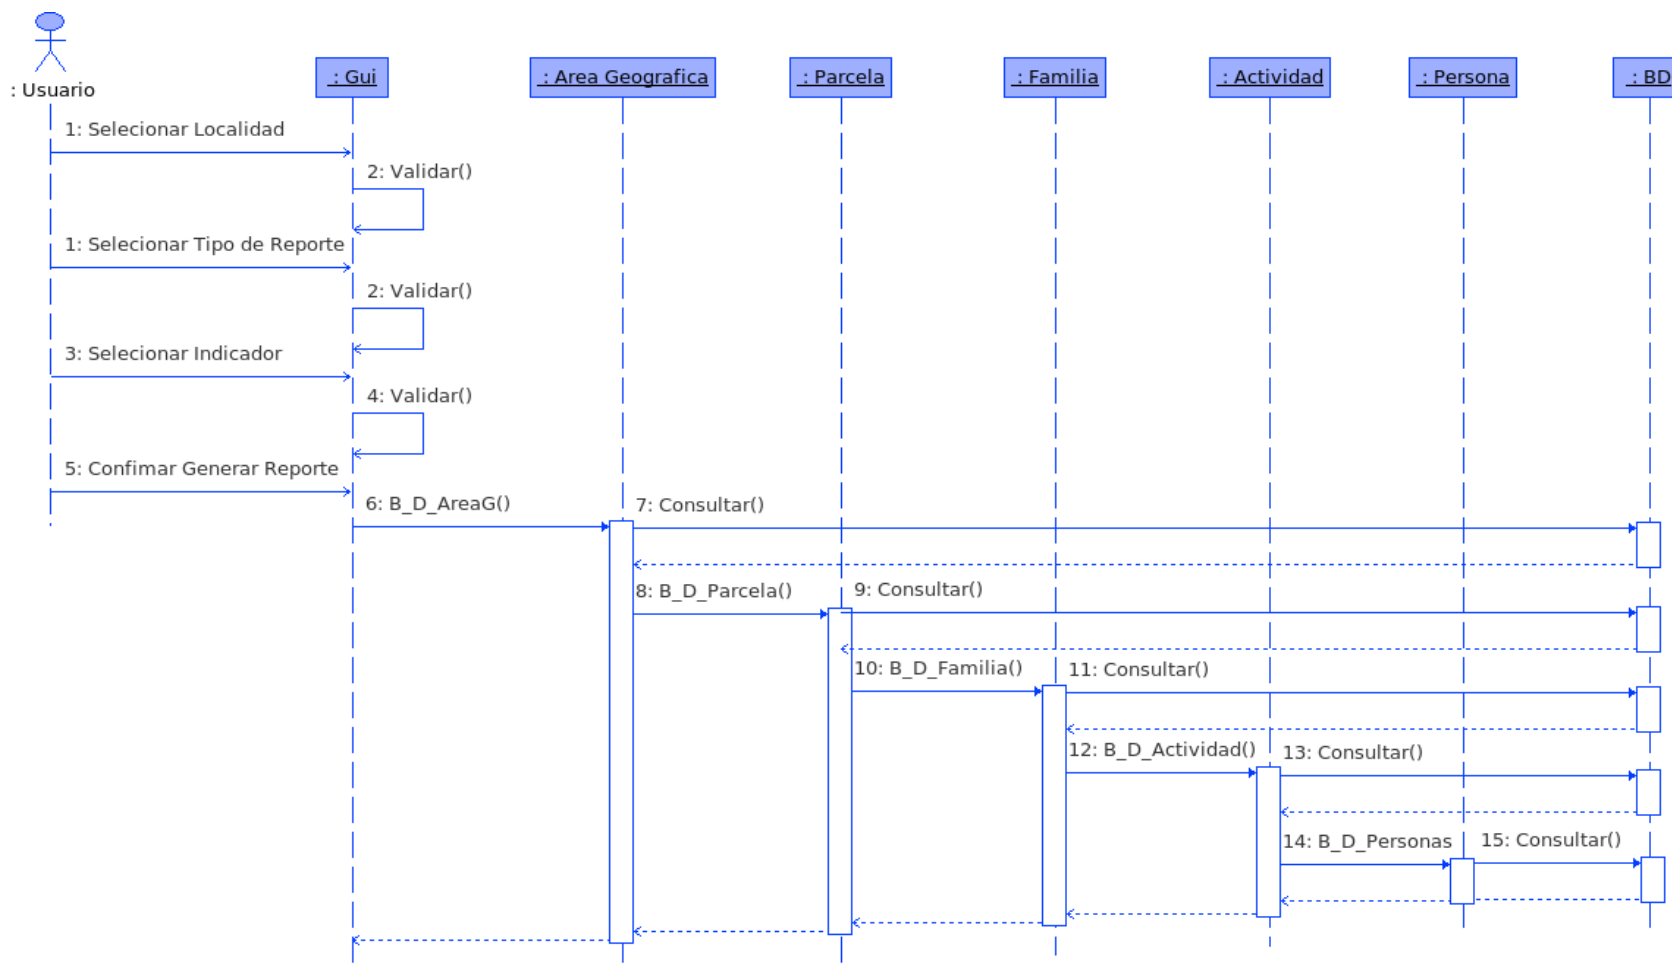 : Usuario
: Gui
: Area Geografica
: Parcela
: Familia
: Actividad
: Persona
: BD
1: Selecionar Localidad
2: Validar()
1: Selecionar Tipo de Reporte
2: Validar()
3: Selecionar Indicador
4: Validar()
5: Confimar Generar Reporte
6: B_D_AreaG()
7: Consultar()
8: B_D_Parcela()
9: Consultar()
10: B_D_Familia()
11: Consultar()
12: B_D_Actividad()
13: Consultar()
14: B_D_Personas
15: Consultar()